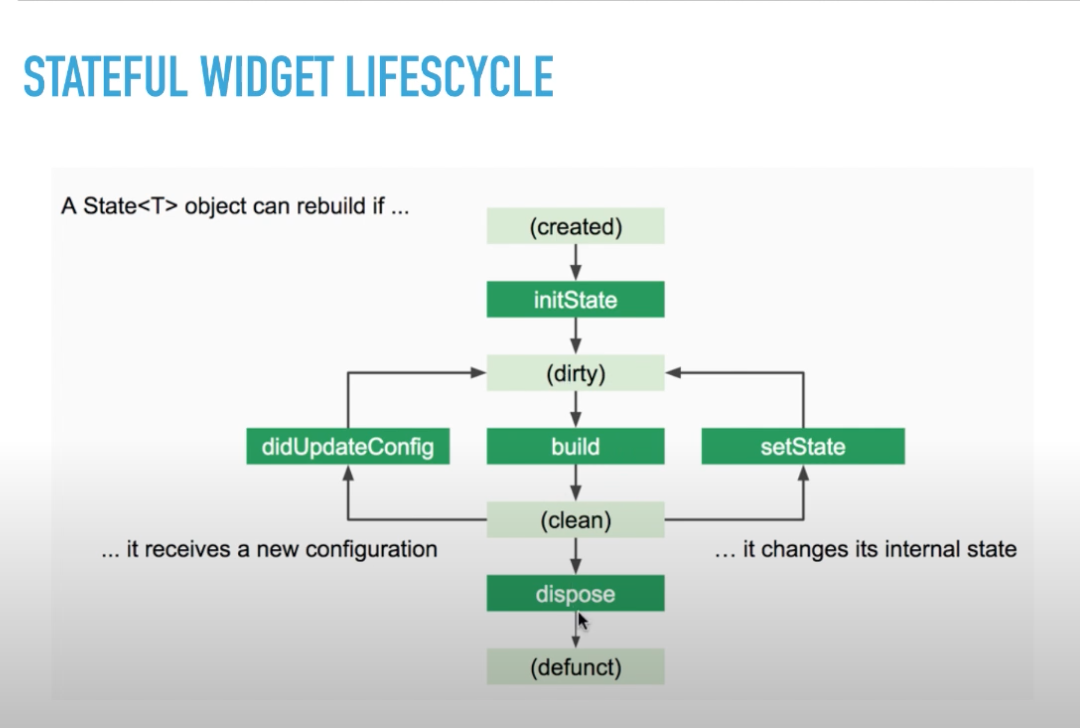 STATEFUL WIDGET LIFESCYCLE
A State<T> object can rebuild if ...
(created)
initState
(dirty)
didUpdateConfig
build
setState
(clean)
... it receives a new configuration
... it changes its internal state
dispose
(defunct)